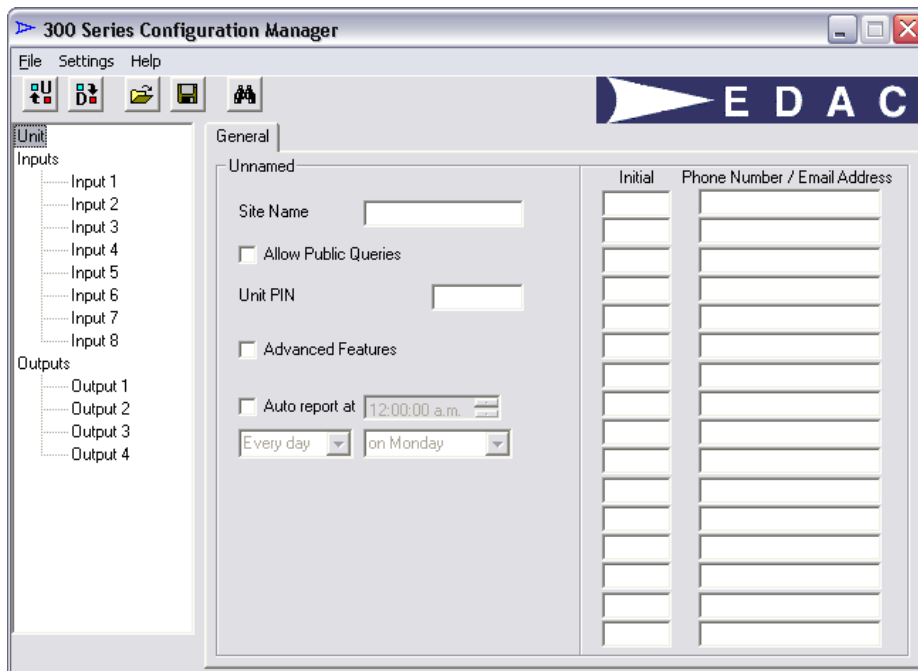 300 Series Configuration Manager
File Settings Help
U D
EDAC
Unit
Inputs
Input 1
Input 2
Input 3
Input 4
Input 5
Input 6
Input 7
Input 8
Outputs
Output 1
Output 2
Output 3
Output 4
General
Unnamed
Site Name
Allow Public Queries
Unit PIN
Advanced Features
Auto report at 12:00:00 a.m.
Every day on Monday
Initial Phone Number / Email Address